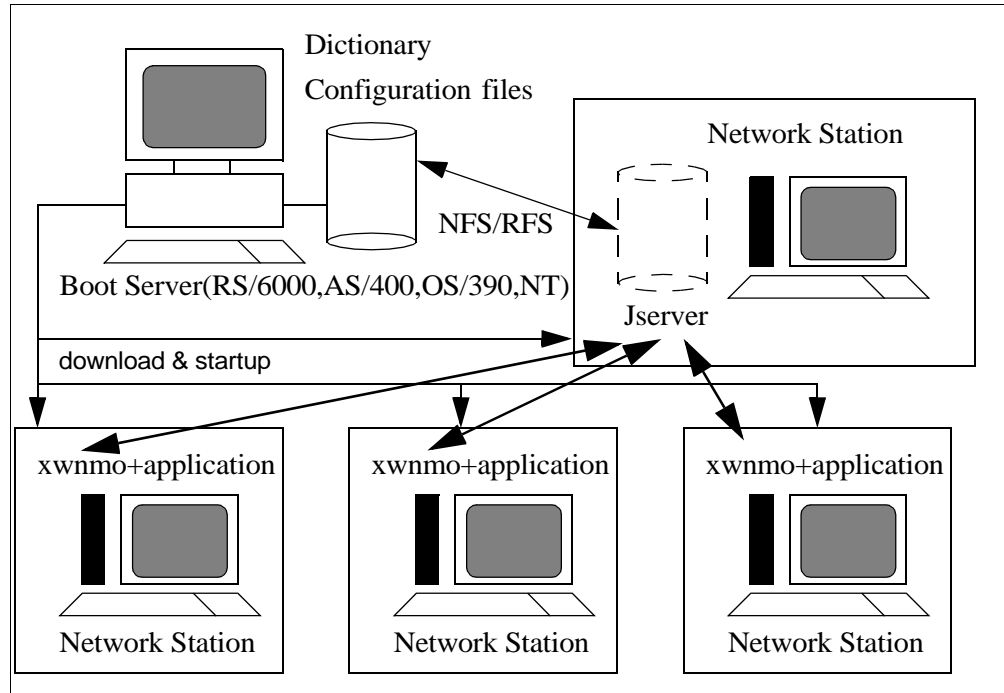 Dictionary
Configuration files
Network Station
NFS/RFS
Boot Server(RS/6000,AS/400,OS/390,NT)
Jserver
download & startup
xwnmo+application
xwnmo+application
xwnmo+application
Network Station
Network Station
Network Station